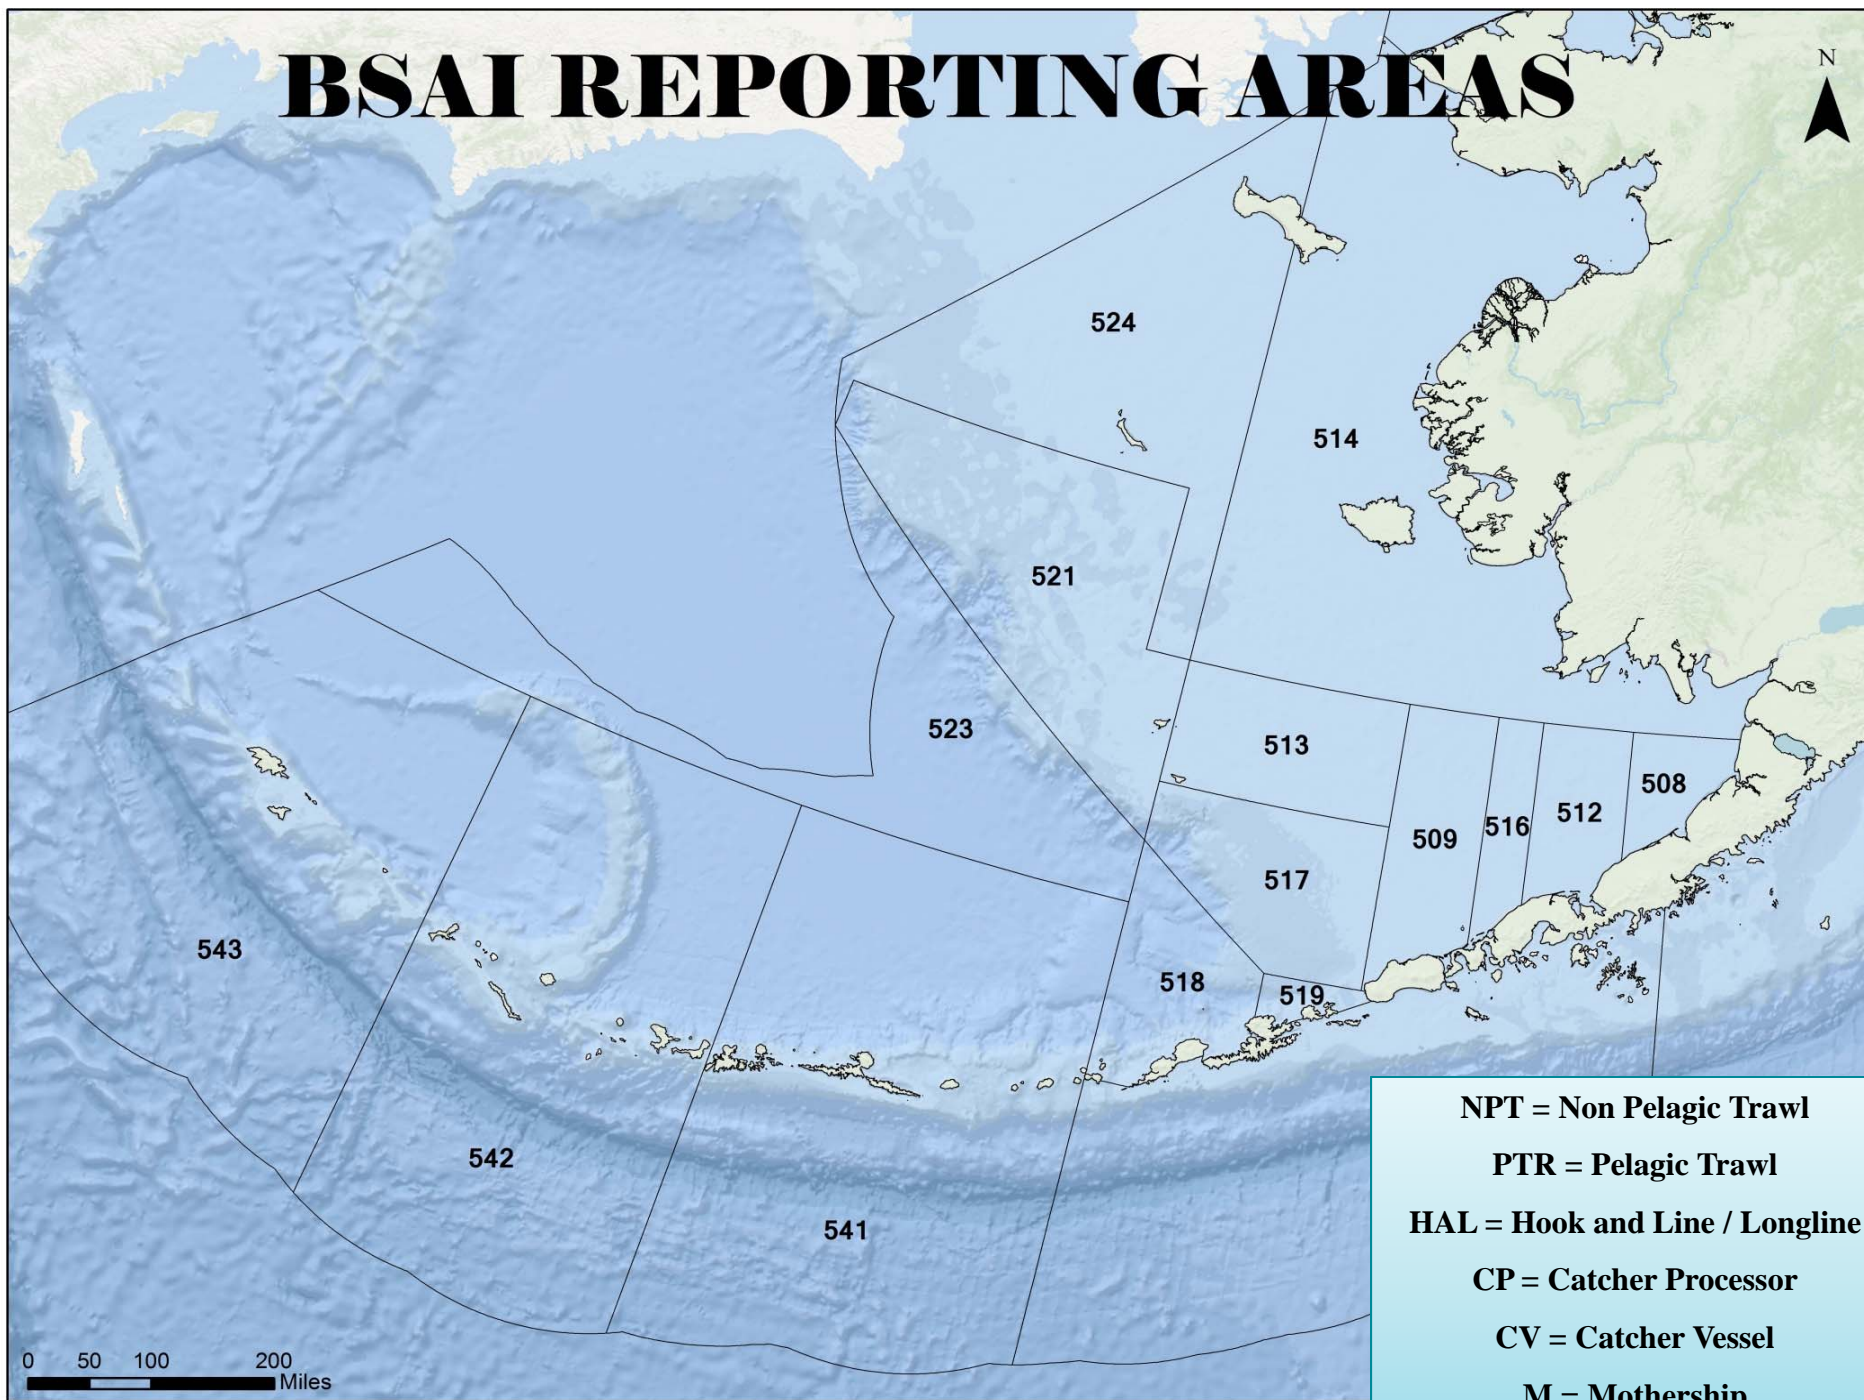 BSAI REPORTING AREAS
N
524
514
521
523
513
508
509
516
512
517
543
518
519
542
541
NPT = Non Pelagic Trawl
PTR = Pelagic Trawl
HAL = Hook and Line / Longline
CP = Catcher Processor
CV = Catcher Vessel
M = Mothership
0 50 100 200
Miles